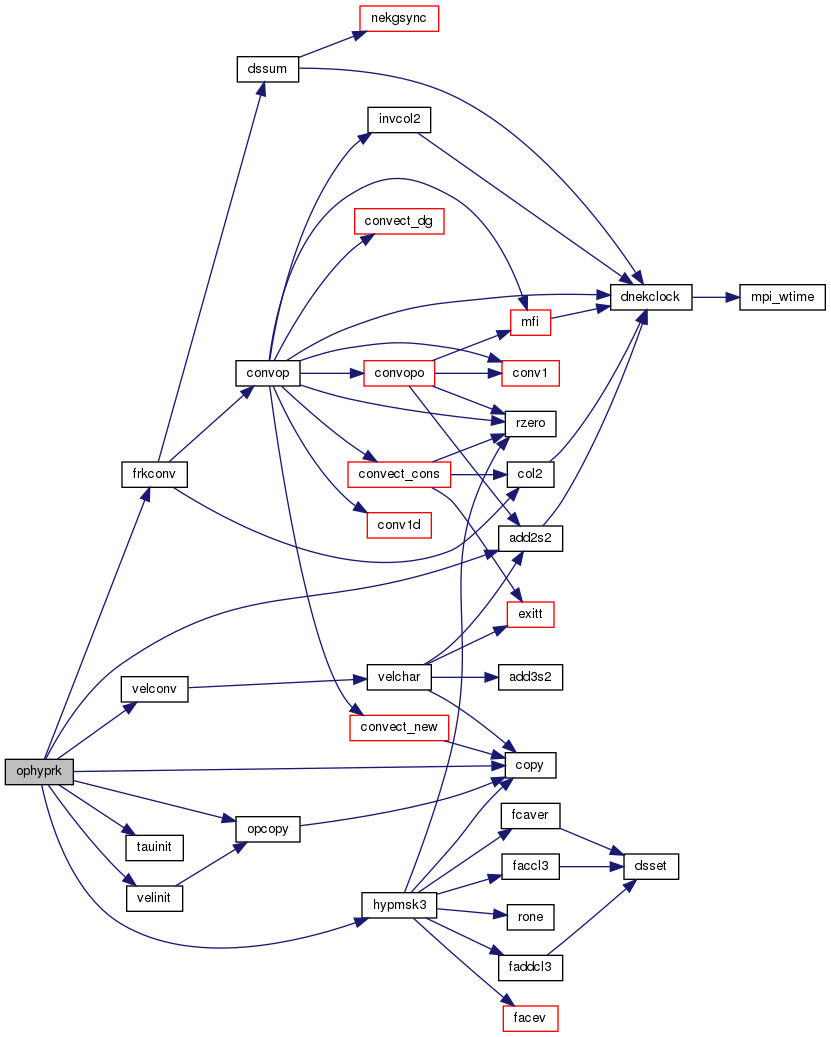 nekgsync
dssum
invcol2
convect_dg
dnekclock
mpi_wtime
mfi
convop
convopo
conv1
rzero
frkconv
convect_cons
col2
conv1d
add2s2
exitt
velchar
add3s2
velconv
convect_new
ophyprk
copy
fcaver
opcopy
tauinit
faccl3
dsset
velinit
hypmsk3
rone
faddcl3
facev